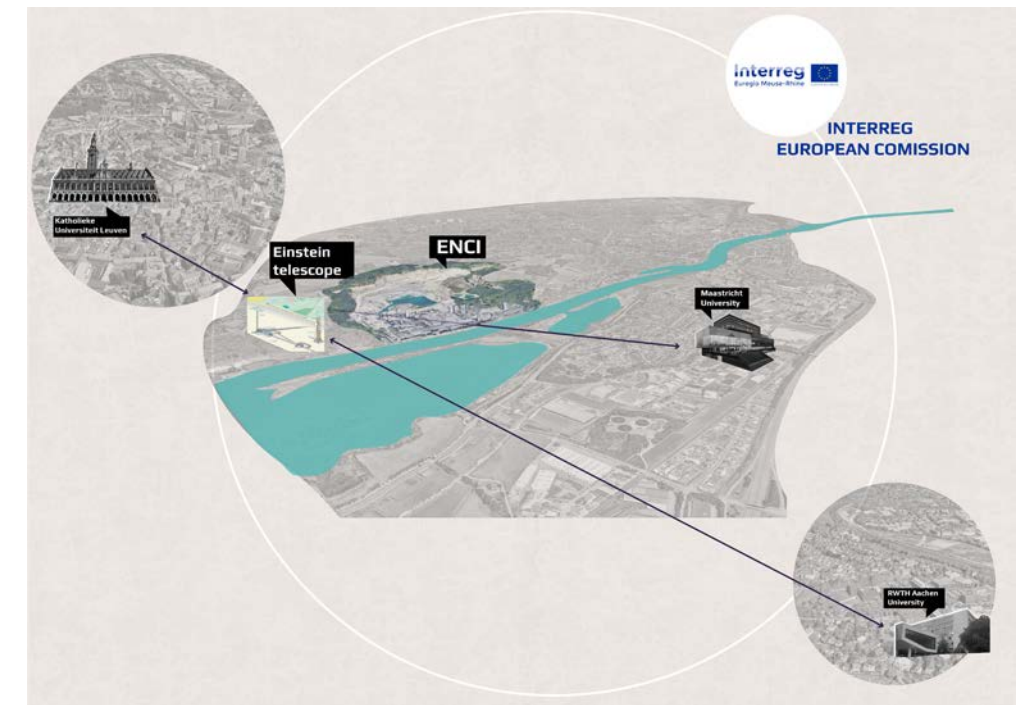 Interreg
Euregio Meuse-Rhine
INTERREG
EUROPEAN COMISSION
Katholieke
Universiteit Leuven
Einstein
telescope
ENCI
Maastricht
University
RWTH Aachen
University